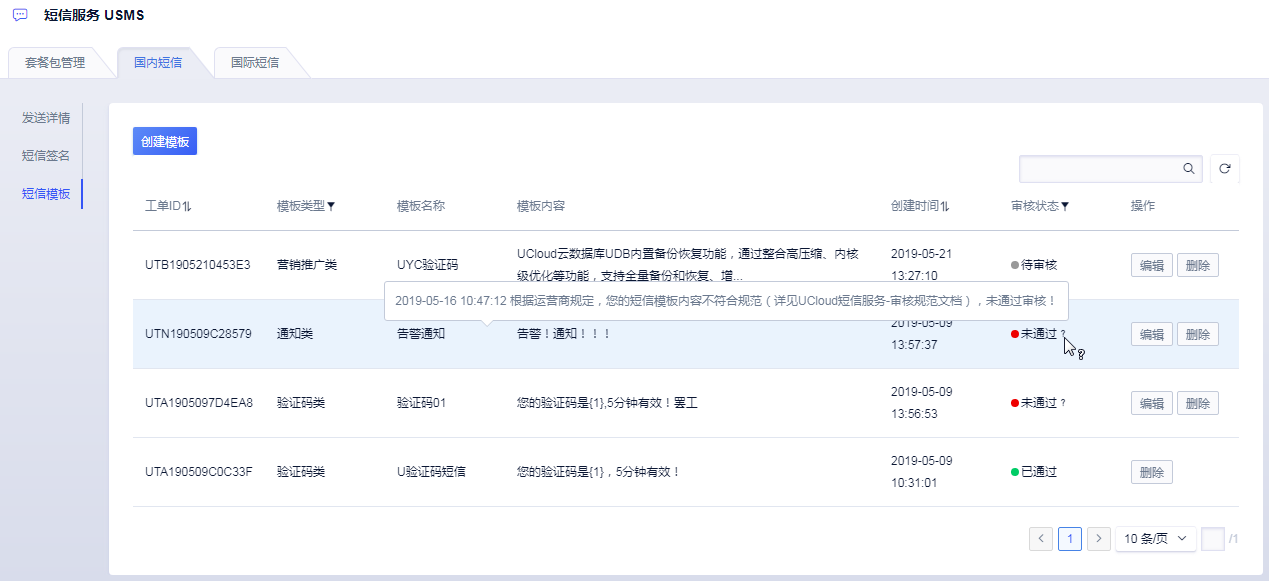 短信服务 USMS
套餐包管理
国内短信
国际短信
发送详情
短信签名
短信模板
创建模板
工单ID
模板类型
模板名称
模板内容
创建时间
审核状态
操作
UTB1905210453E3
营销推广类
UYC验证码
UCloud云数据库UDB内置备份恢复功能，通过整合高压缩、内核
级优化等功能，支持全量备份和恢复、增...
2019-05-21
13:27:10
待审核
编辑
删除
2019-05-16 10:47:12 根据运营商规定，您的短信模板内容不符合规范（详见UCloud短信服务-审核规范文档），未通过审核！
UTN190509C28579
通知类
告警通知
告警！通知！！！
2019-05-09
13:57:37
未通过 ?
编辑
删除
UTA1905097D4EA8
验证码类
验证码01
您的验证码是{1},5分钟有效！罢工
2019-05-09
13:56:53
未通过 ?
编辑
删除
UTA190509C0C33F
验证码类
U验证码短信
您的验证码是{1}，5分钟有效！
2019-05-09
10:31:01
已通过
删除
1
10 条/页
/1